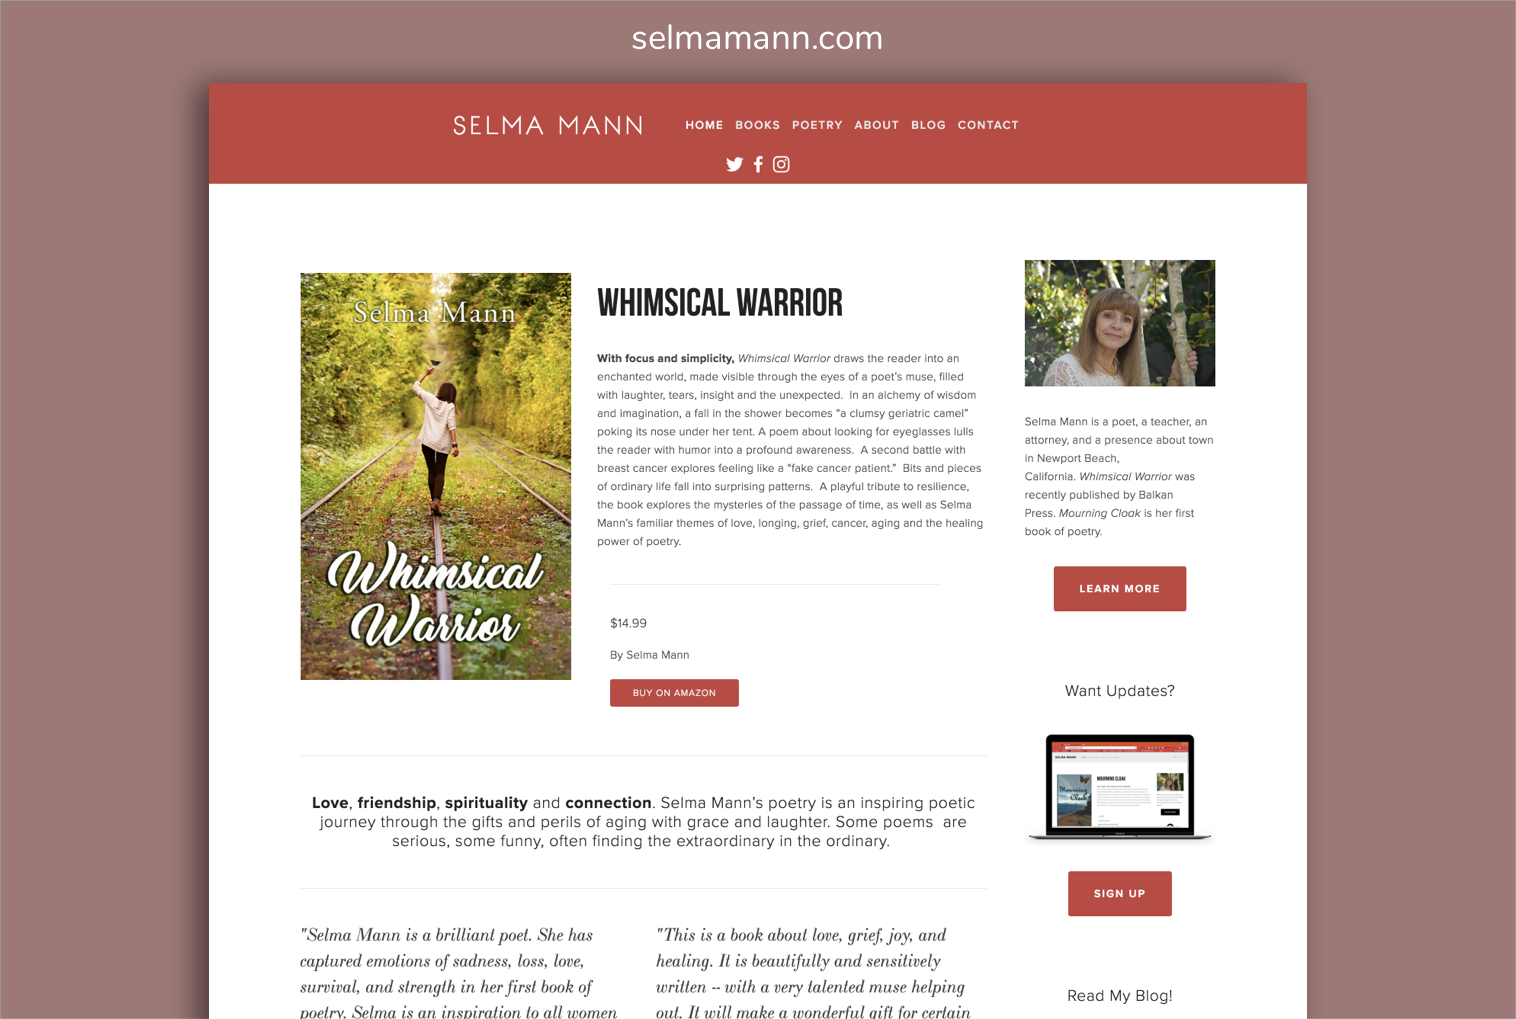 selmamann.com
SELMA MANN
HOME BOOKS POETRY ABOUT BLOG CONTACT
Selma Mann
Whimsical
Warrior
WHIMSICAL WARRIOR
With focus and simplicity, Whimsical Warrior draws the reader into an
enchanted world, made visible through the eyes of a poet's muse, filled
with laughter, tears, insight and the unexpected. In an alchemy of wisdom
and imagination, a fall in the shower becomes "a clumsy geriatric camel"
poking its nose under her tent. A poem about looking for eyeglasses lulls
the reader with humor into a profound awareness. A second battle with
breast cancer explores feeling like a "fake cancer patient." Bits and pieces
of ordinary life fall into surprising patterns. A playful tribute to resilience,
the book explores the mysteries of the passage of time, as well as Selma
Mann's familiar themes of love, longing, grief, cancer, aging and the healing
power of poetry.
$14.99
By Selma Mann
BUY ON AMAZON
Love, friendship, spirituality and connection. Selma Mann's poetry is an inspiring poetic
journey through the gifts and perils of aging with grace and laughter. Some poems are
serious, some funny, often finding the extraordinary in the ordinary.
"Selma Mann is a brilliant poet. She has
captured emotions of sadness, loss, love,
survival, and strength in her first book of
poetry. Selma is an inspiration to all women
"This is a book about love, grief, joy, and
healing. It is beautifully and sensitively
written -- with a very talented muse helping
out. It will make a wonderful gift for certain
Selma Mann is a poet, a teacher, an
attorney, and a presence about town
in Newport Beach,
California. Whimsical Warrior was
recently published by Balkan
Press. Mourning Cloak is her first
book of poetry.
LEARN MORE
Want Updates?
SELMA MANN
MOURNING CLOAK
Mourning
Cloak
SIGN UP
Read My Blog!